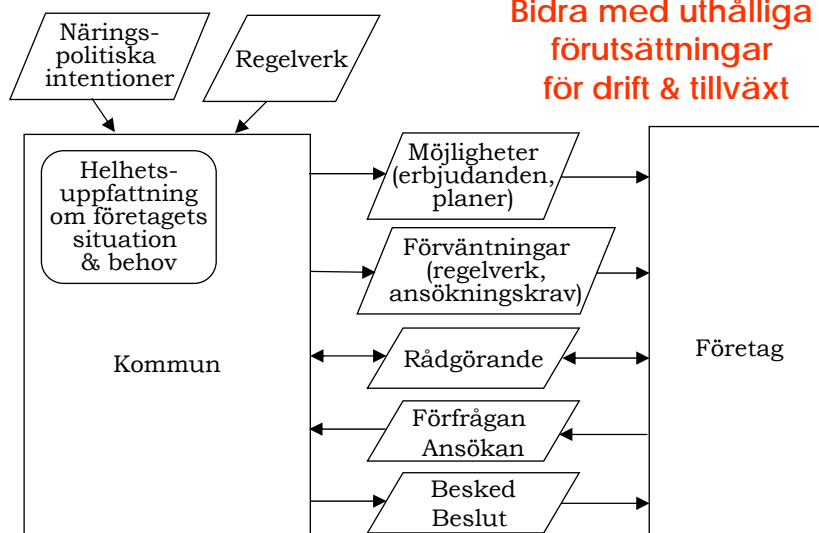 Bidra med uthålliga
förutsättningar
för drift & tillväxt
Närings-
politiska
intentioner
Regelverk
Helhets-
uppfattning
om företagets
situation
& behov
Kommun
Möjligheter
(erbjudanden,
planer)
Förväntningar
(regelverk,
ansökningskrav)
Rådgörande
Förfrågan
Ansökan
Besked
Beslut
Företag